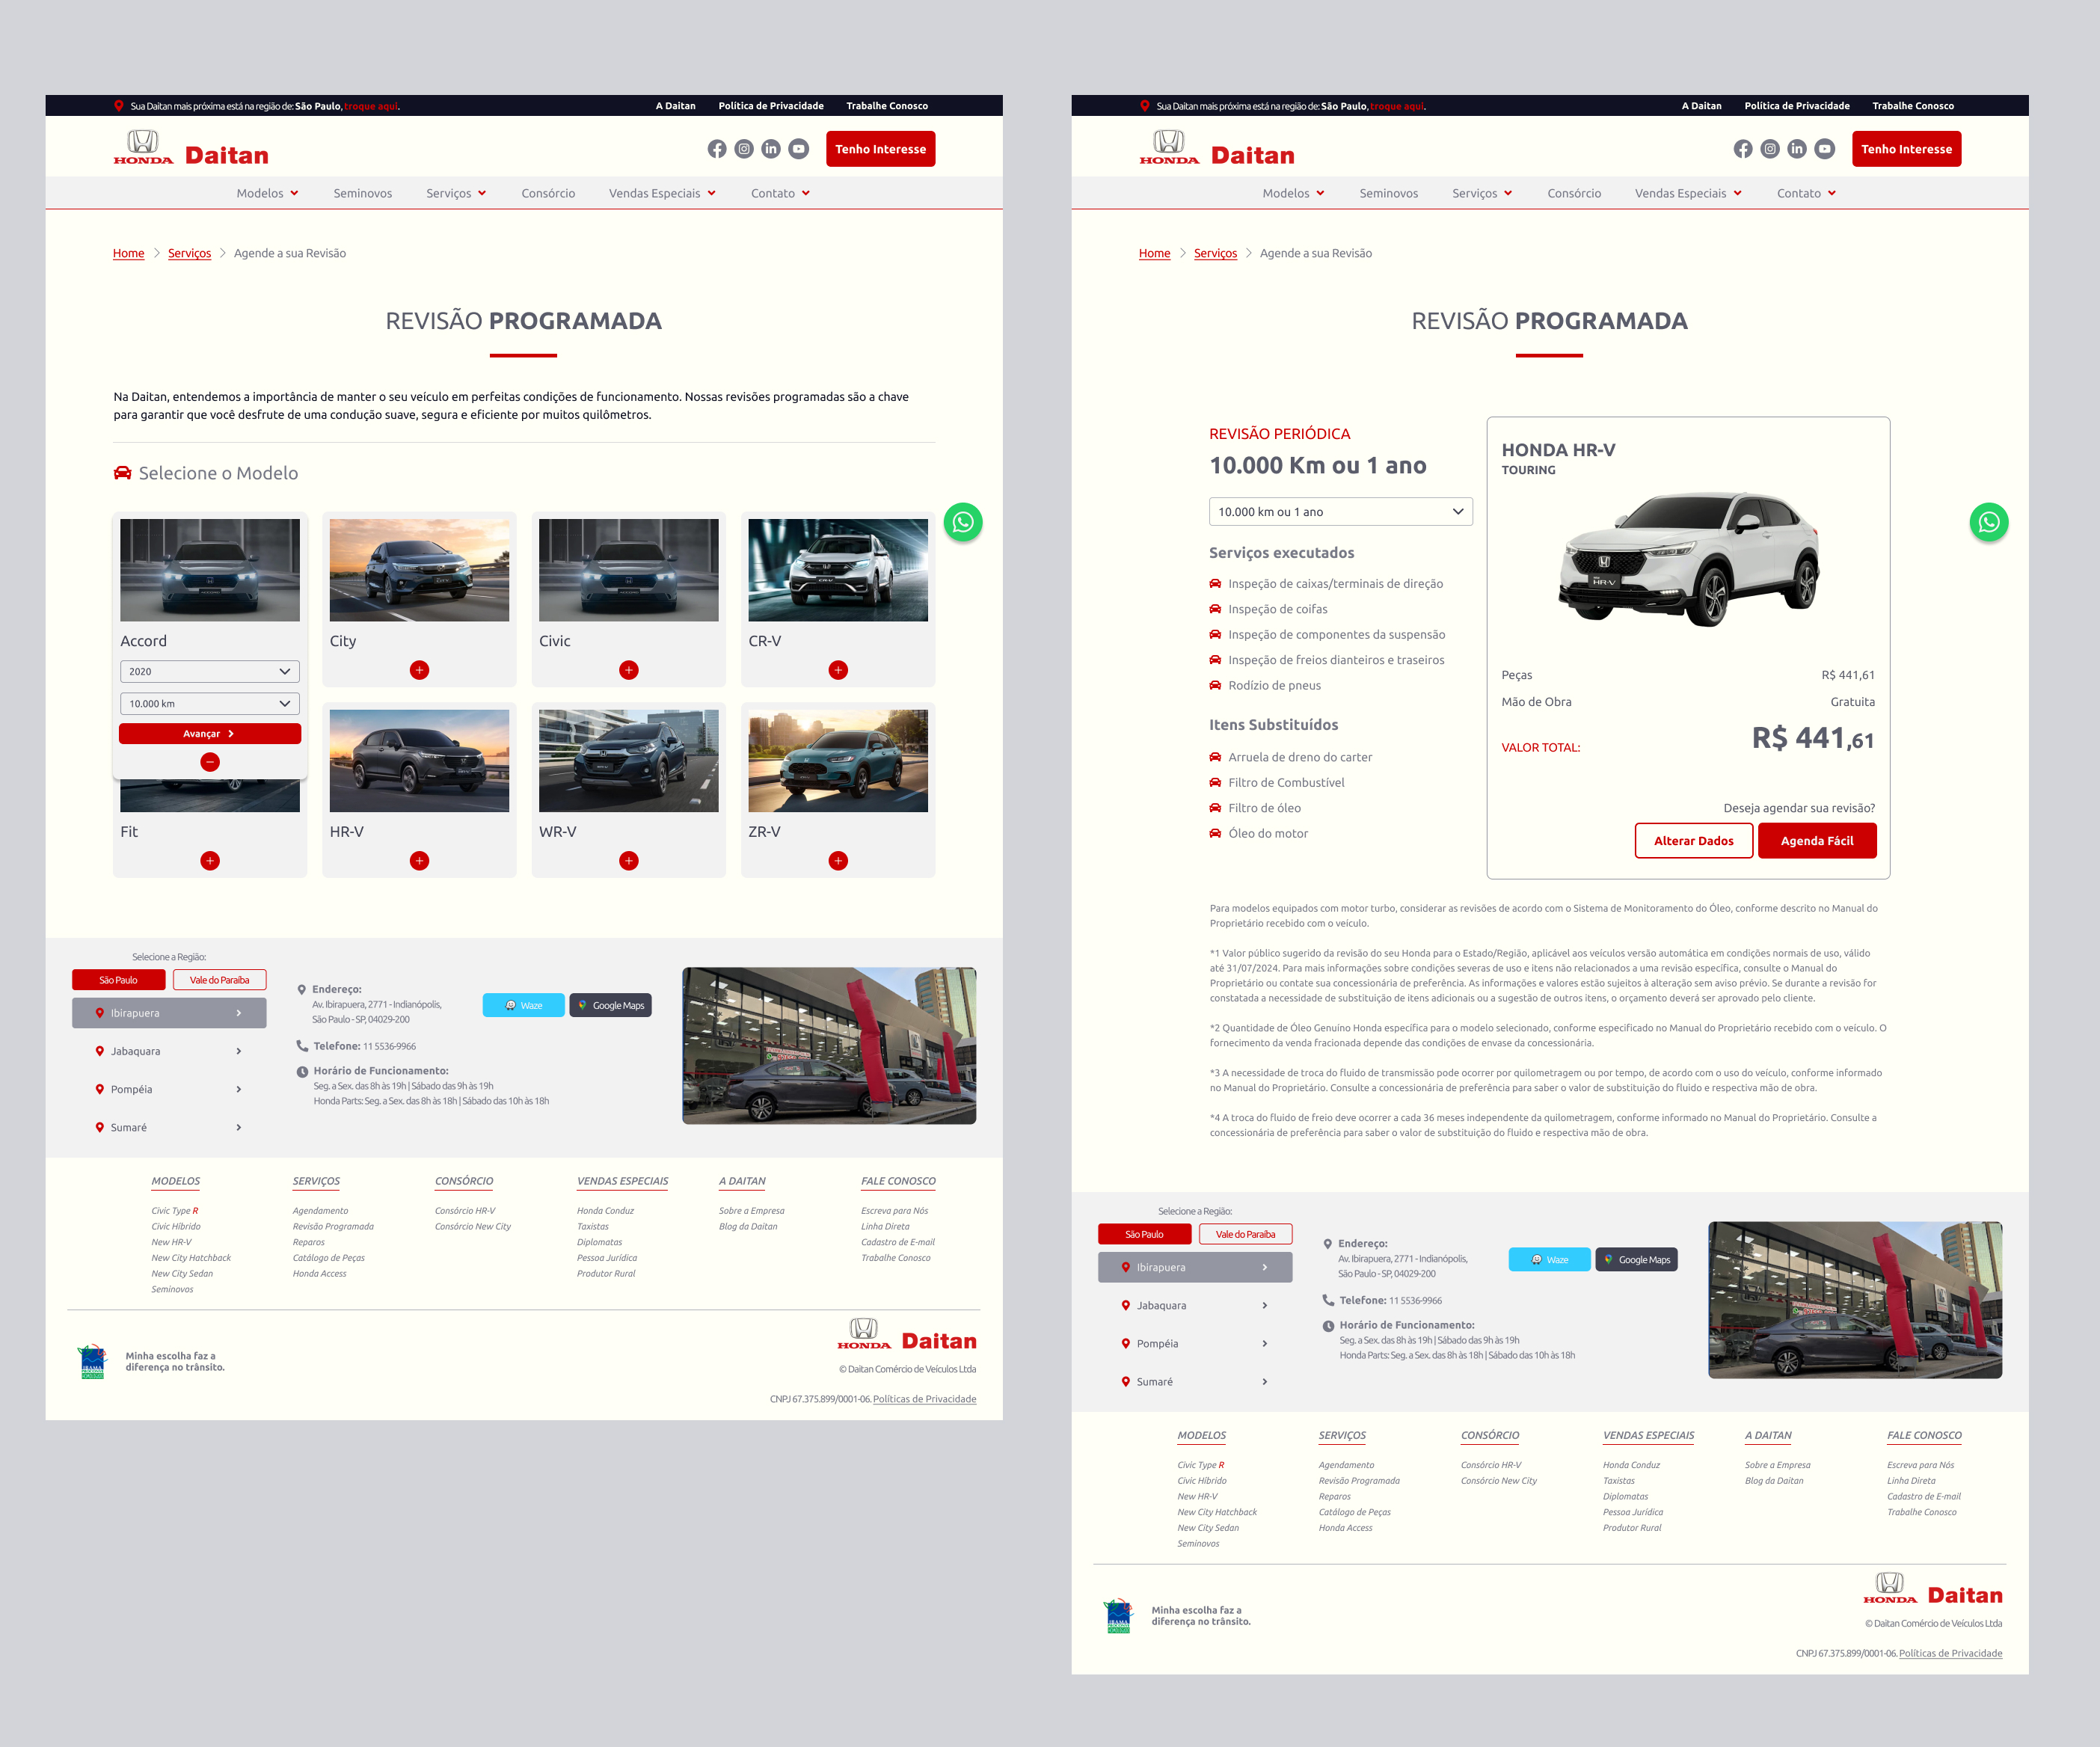 Sua Daitan mais próxima está na região de: São Paulo, troque aqui.
A Daitan Política de Privacidade Trabalhe Conosco
HONDA Daitan
Tenho Interesse
Modelos Seminovos Serviços Consórcio Vendas Especiais Contato
Home Serviços Agende a sua Revisão
REVISÃO PROGRAMADA
Na Daitan, entendemos a importância de manter o seu veículo em perfeitas condições de funcionamento. Nossas revisões programadas são a chave
para garantir que você desfrute de uma condução suave, segura e eficiente por muitos quilômetros.
Selecione o Modelo
Accord
2020
10.000 km
Avançar
City
Civic
CR-V
Fit
HR-V
WR-V
ZR-V
Selecione a Região:
São Paulo Vale do Paraíba
Ibirapuera
Jabaquara
Pompéia
Sumaré
Endereço:
Av. Ibirapuera, 2771 - Indianópolis,
São Paulo - SP, 04029-200
Waze Google Maps
Telefone: 11 5536-9966
Horário de Funcionamento:
Seg. a Sex. das 8h às 19h | Sábado das 9h às 19h
Honda Parts: Seg. a Sex. das 8h às 18h | Sábado das 10h às 18h
MODELOS
Civic Type R
Civic Híbrido
New HR-V
New City Hatchback
New City Sedan
Seminovos
SERVIÇOS
Agendamento
Revisão Programada
Reparos
Catálogo de Peças
Honda Access
CONSÓRCIO
Consórcio HR-V
Consórcio New City
VENDAS ESPECIAIS
Honda Conduz
Taxistas
Diplomatas
Pessoa Jurídica
Produtor Rural
A DAITAN
Sobre a Empresa
Blog da Daitan
FALE CONOSCO
Escreva para Nós
Linha Direta
Cadastro de E-mail
Trabalhe Conosco
IBAMA
Minha escolha faz a
diferença no trânsito.
HONDA Daitan
© Daitan Comércio de Veículos Ltda
CNPJ 67.375.899/0001-06. Políticas de Privacidade
Sua Daitan mais próxima está na região de: São Paulo, troque aqui.
A Daitan Política de Privacidade Trabalhe Conosco
HONDA Daitan
Tenho Interesse
Modelos Seminovos Serviços Consórcio Vendas Especiais Contato
Home Serviços Agende a sua Revisão
REVISÃO PROGRAMADA
REVISÃO PERIÓDICA
10.000 Km ou 1 ano
10.000 km ou 1 ano
Serviços executados
Inspeção de caixas/terminais de direção
Inspeção de coifas
Inspeção de componentes da suspensão
Inspeção de freios dianteiros e traseiros
Rodízio de pneus
Itens Substituídos
Arruela de dreno do carter
Filtro de Combustível
Filtro de óleo
Óleo do motor
HONDA HR-V
TOURING
HR-V
Peças R$ 441,61
Mão de Obra Gratuita
VALOR TOTAL: R$ 441,61
Deseja agendar sua revisão?
Alterar Dados Agenda Fácil
Para modelos equipados com motor turbo, considerar as revisões de acordo com o Sistema de Monitoramento do Óleo, conforme descrito no Manual do
Proprietário recebido com o veículo.
*1 Valor público sugerido da revisão do seu Honda para o Estado/Região, aplicável aos veículos versão automática em condições normais de uso, válido
até 31/07/2024. Para mais informações sobre condições severas de uso e itens não relacionados a uma revisão específica, consulte o Manual do
Proprietário ou contate sua concessionária de preferência. As informações e valores estão sujeitos à alteração sem aviso prévio. Se durante a revisão for
constatada a necessidade de substituição de itens adicionais ou a sugestão de outros itens, o orçamento deverá ser aprovado pelo cliente.
*2 Quantidade de Óleo Genuíno Honda específica para o modelo selecionado, conforme especificado no Manual do Proprietário recebido com o veículo. O
fornecimento da venda fracionada depende das condições de envase da concessionária.
*3 A necessidade de troca do fluido de transmissão pode ocorrer por quilometragem ou por tempo, de acordo com o uso do veículo, conforme informado
no Manual do Proprietário. Consulte a concessionária de preferência para saber o valor de substituição do fluido e respectiva mão de obra.
*4 A troca do fluido de freio deve ocorrer a cada 36 meses independente da quilometragem, conforme informado no Manual do Proprietário. Consulte a
concessionária de preferência para saber o valor de substituição do fluido e respectiva mão de obra.
Selecione a Região:
São Paulo Vale do Paraíba
Ibirapuera
Jabaquara
Pompéia
Sumaré
Endereço:
Av. Ibirapuera, 2771 - Indianópolis,
São Paulo - SP, 04029-200
Waze Google Maps
Telefone: 11 5536-9966
Horário de Funcionamento:
Seg. a Sex. das 8h às 19h | Sábado das 9h às 19h
Honda Parts: Seg. a Sex. das 8h às 18h | Sábado das 10h às 18h
MODELOS
Civic Type R
Civic Híbrido
New HR-V
New City Hatchback
New City Sedan
Seminovos
SERVIÇOS
Agendamento
Revisão Programada
Reparos
Catálogo de Peças
Honda Access
CONSÓRCIO
Consórcio HR-V
Consórcio New City
VENDAS ESPECIAIS
Honda Conduz
Taxistas
Diplomatas
Pessoa Jurídica
Produtor Rural
A DAITAN
Sobre a Empresa
Blog da Daitan
FALE CONOSCO
Escreva para Nós
Linha Direta
Cadastro de E-mail
Trabalhe Conosco
IBAMA
Minha escolha faz a
diferença no trânsito.
HONDA Daitan
© Daitan Comércio de Veículos Ltda
CNPJ 67.375.899/0001-06. Políticas de Privacidade